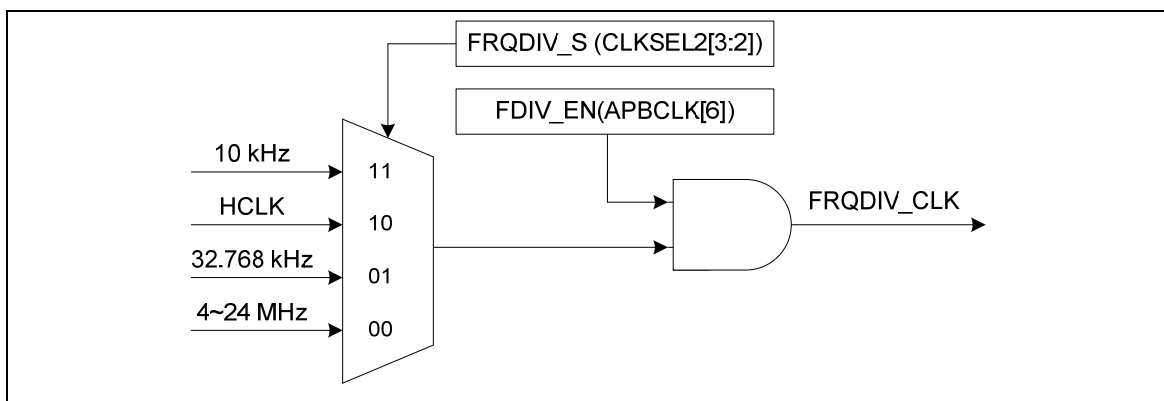 FRQDIV_S (CLKSEL2[3:2])
FDIV_EN(APBCLK[6])
10 kHz
11
HCLK
10
32.768 kHz
01
4~24 MHz
00
FRQDIV_CLK